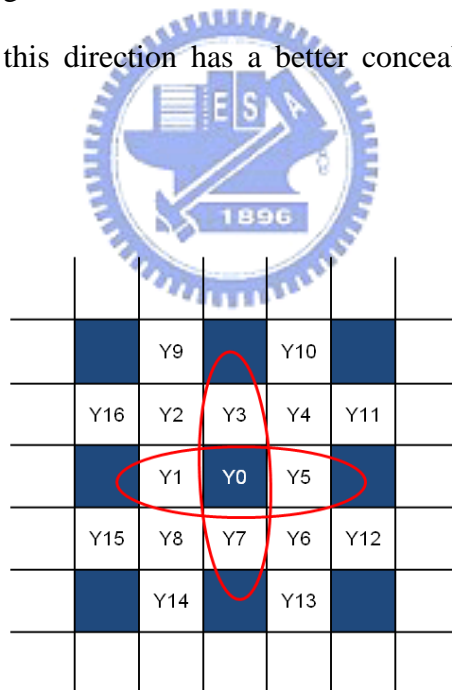 this direction has a better conceal
E S A
1896
Y9 Y10
Y16 Y2 Y3 Y4 Y11
Y1 Y0 Y5
Y15 Y8 Y7 Y6 Y12
Y14 Y13